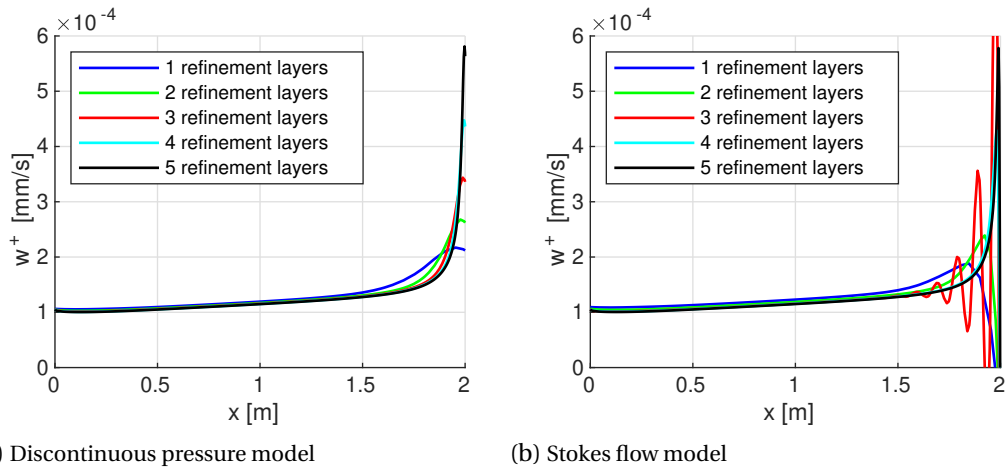 ×10⁻⁴
6
5
4
3
2
1
0
w⁺ [mm/s]
0
0.5
1
1.5
2
x [m]
1 refinement layers
2 refinement layers
3 refinement layers
4 refinement layers
5 refinement layers
) Discontinuous pressure model
×10⁻⁴
6
5
4
3
2
1
0
w⁺ [mm/s]
0
0.5
1
1.5
2
x [m]
1 refinement layers
2 refinement layers
3 refinement layers
4 refinement layers
5 refinement layers
(b) Stokes flow model